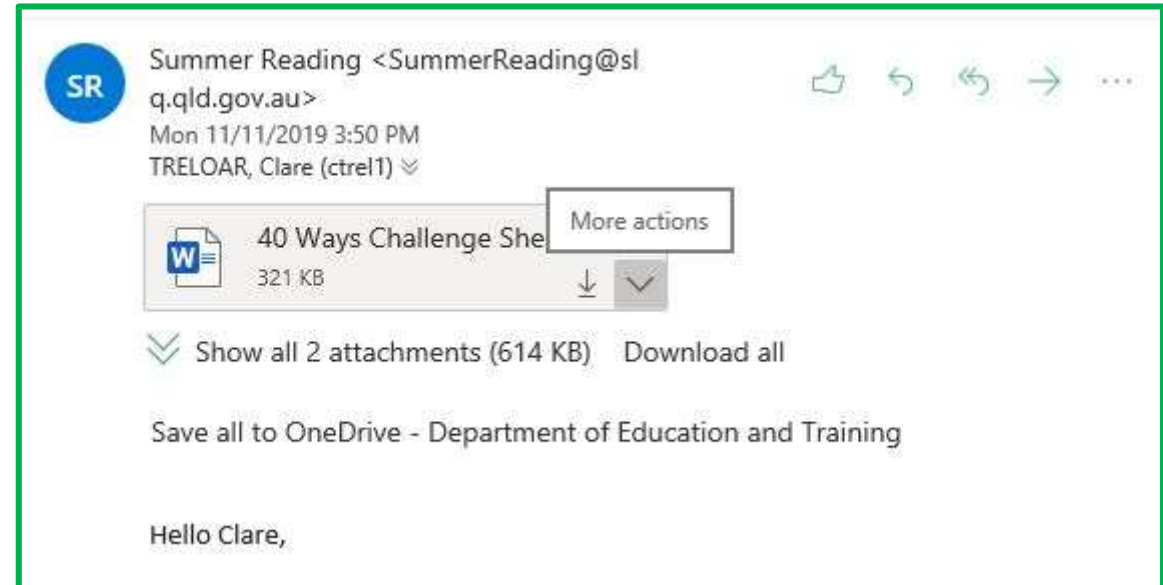 SR
Summer Reading <SummerReading@sl
q.qld.gov.au>
Mon 11/11/2019 3:50 PM
TRELOAR, Clare (ctrel1)
40 Ways Challenge She
More actions
321 KB
Show all 2 attachments (614 KB) Download all
Save all to OneDrive - Department of Education and Training
Hello Clare,